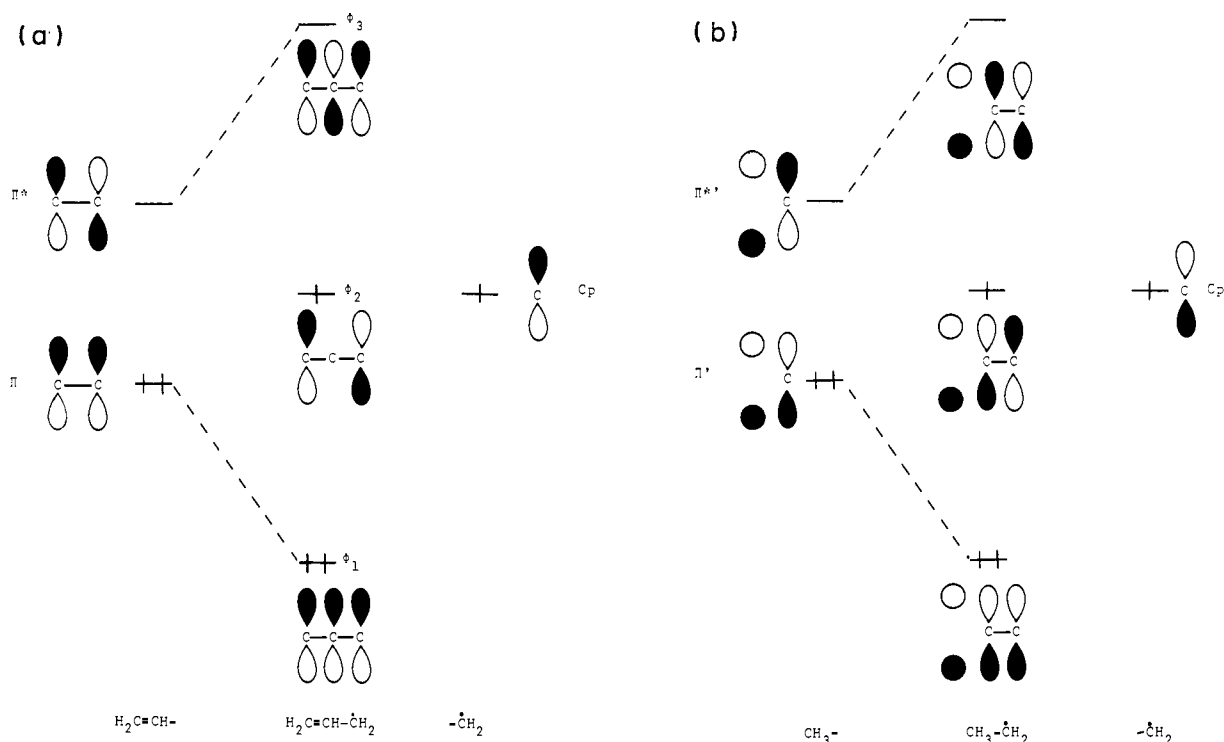 (a)
Φ3
C—C—C
Π*
C—C
Φ2
C
Cp
C—C—C
Π
C—C
Φ1
C—C—C
H2C=CH-
H2C=CH-ĊH2
-ĊH2
(b)
C—C
Π*'
C
C
Cp
C—C
Π'
C
C—C
CH3-
CH3-ĊH2
-ĊH2